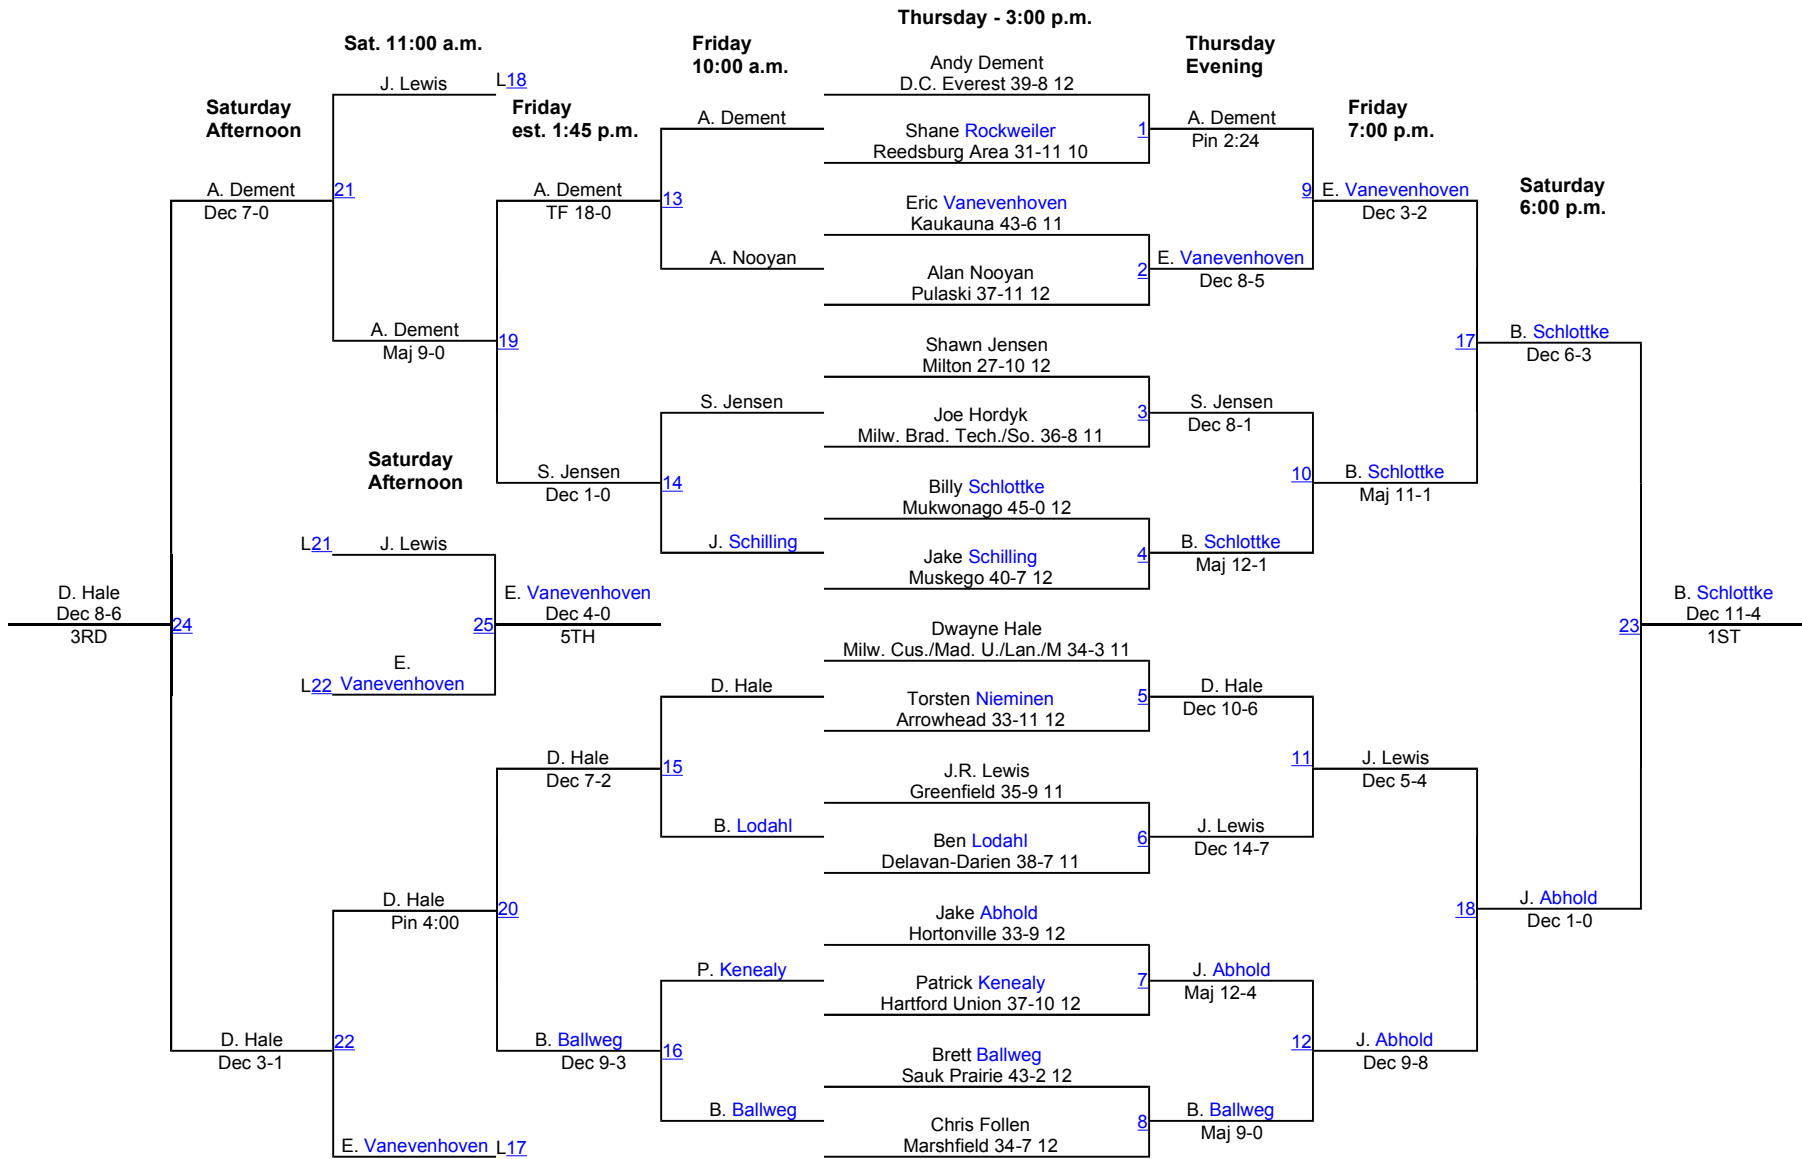 Thursday - 3:00 p.m.
Sat. 11:00 a.m.
Friday
10:00 a.m.
Thursday
Evening
Andy Dement
D.C. Everest 39-8 12
J. Lewis L18
Saturday
Afternoon
Friday
est. 1:45 p.m.
Friday
7:00 p.m.
A. Dement
Shane Rockweiler
Reedsburg Area 31-11 10
1
A. Dement
Pin 2:24
A. Dement
Dec 7-0
21
A. Dement
TF 18-0
13
Eric Vanevenhoven
Kaukauna 43-6 11
9
E. Vanevenhoven
Dec 3-2
Saturday
6:00 p.m.
A. Nooyan
Alan Nooyan
Pulaski 37-11 12
2
E. Vanevenhoven
Dec 8-5
A. Dement
Maj 9-0
19
Shawn Jensen
Milton 27-10 12
17
B. Schlottke
Dec 6-3
S. Jensen
Joe Hordyk
Milw. Brad. Tech./So. 36-8 11
3
S. Jensen
Dec 8-1
Saturday
Afternoon
S. Jensen
Dec 1-0
14
Billy Schlottke
Mukwonago 45-0 12
10
B. Schlottke
Maj 11-1
L21 J. Lewis
J. Schilling
Jake Schilling
Muskego 40-7 12
4
B. Schlottke
Maj 12-1
D. Hale
Dec 8-6
3RD
24
25
E. Vanevenhoven
Dec 4-0
5TH
Dwayne Hale
Milw. Cus./Mad. U./Lan./M 34-3 11
23
B. Schlottke
Dec 11-4
1ST
E.
L22 Vanevenhoven
D. Hale
Torsten Nieminen
Arrowhead 33-11 12
5
D. Hale
Dec 10-6
D. Hale
Dec 7-2
15
J.R. Lewis
Greenfield 35-9 11
11
J. Lewis
Dec 5-4
B. Lodahl
Ben Lodahl
Delavan-Darien 38-7 11
6
J. Lewis
Dec 14-7
D. Hale
Pin 4:00
20
Jake Abhold
Hortonville 33-9 12
18
J. Abhold
Dec 1-0
P. Kenealy
Patrick Kenealy
Hartford Union 37-10 12
7
J. Abhold
Maj 12-4
D. Hale
Dec 3-1
22
B. Ballweg
Dec 9-3
16
Brett Ballweg
Sauk Prairie 43-2 12
12
J. Abhold
Dec 9-8
B. Ballweg
Chris Follen
Marshfield 34-7 12
8
B. Ballweg
Maj 9-0
E. Vanevenhoven L17